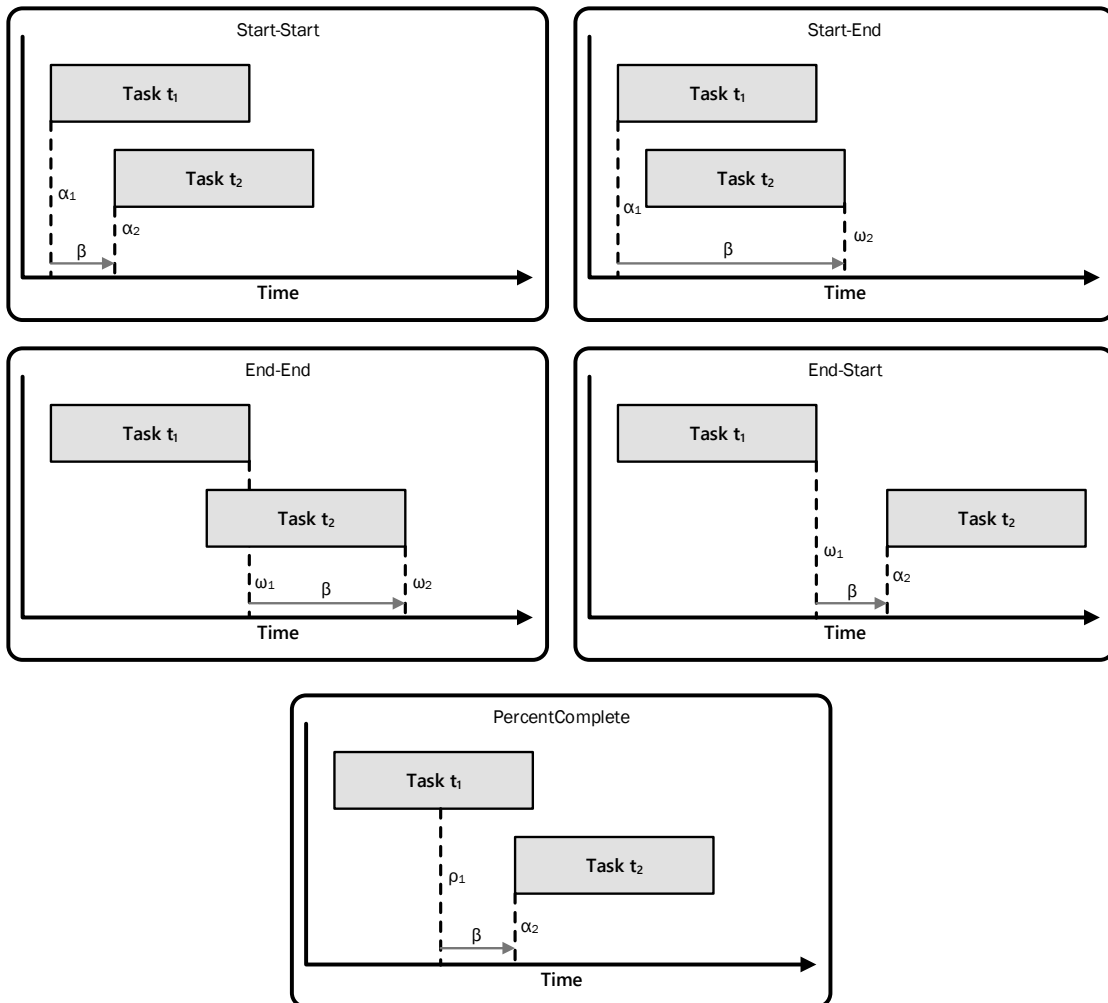 Start-Start
Task t₁
Task t₂
α₁
α₂
β
Time
Start-End
Task t₁
Task t₂
α₁
ω₂
β
Time
End-End
Task t₁
Task t₂
ω₁
β
ω₂
Time
End-Start
Task t₁
Task t₂
ω₁
α₂
β
Time
PercentComplete
Task t₁
Task t₂
ρ₁
α₂
β
Time